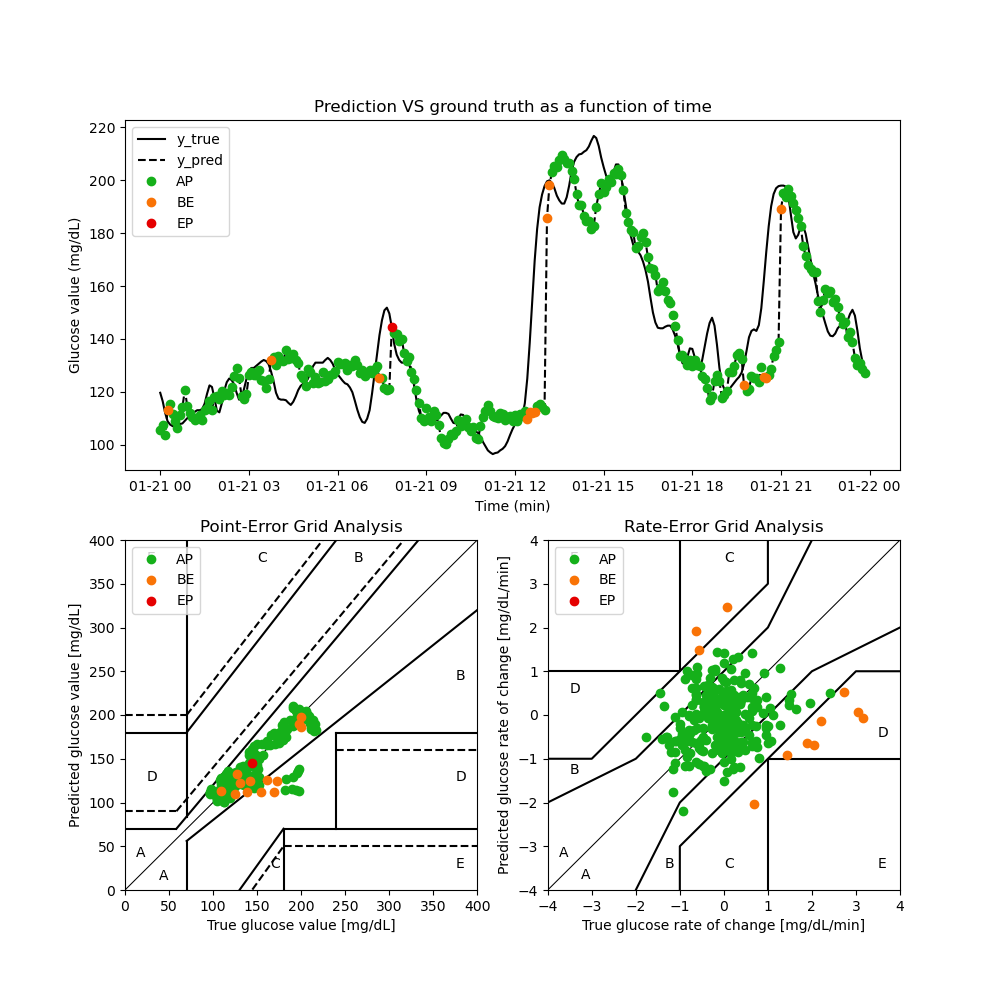 Prediction VS ground truth as a function of time
Glucose value (mg/dL)
220
200
180
160
140
120
100
y_true
y_pred
AP
BE
EP
01-21 00 01-21 03 01-21 06 01-21 09 01-21 12 01-21 15 01-21 18 01-21 21 01-22 00
Time (min)
Point-Error Grid Analysis
Predicted glucose value [mg/dL]
400
350
300
250
200
150
100
50
0
AP
BE
EP
C B
B
D D
A
A
C E
0 50 100 150 200 250 300 350 400
True glucose value [mg/dL]
Rate-Error Grid Analysis
Predicted glucose rate of change [mg/dL/min]
4
3
2
1
0
−1
−2
−3
−4
AP
BE
EP
C
D
D
B
A
A
B C E
−4 −3 −2 −1 0 1 2 3 4
True glucose rate of change [mg/dL/min]